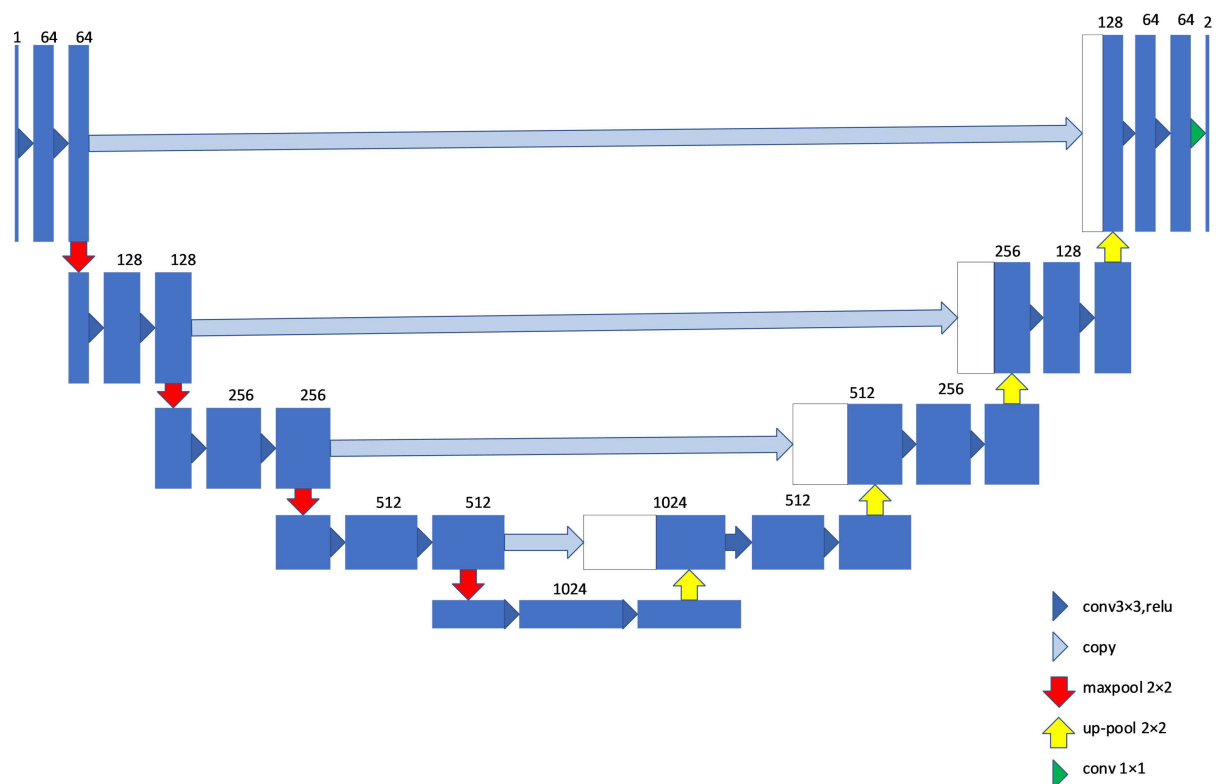 1 64 64 128 64 64 2
128 128 256 128
256 256 512 256
512 512 1024 512
1024
conv3×3,relu
copy
maxpool 2×2
up-pool 2×2
conv 1×1